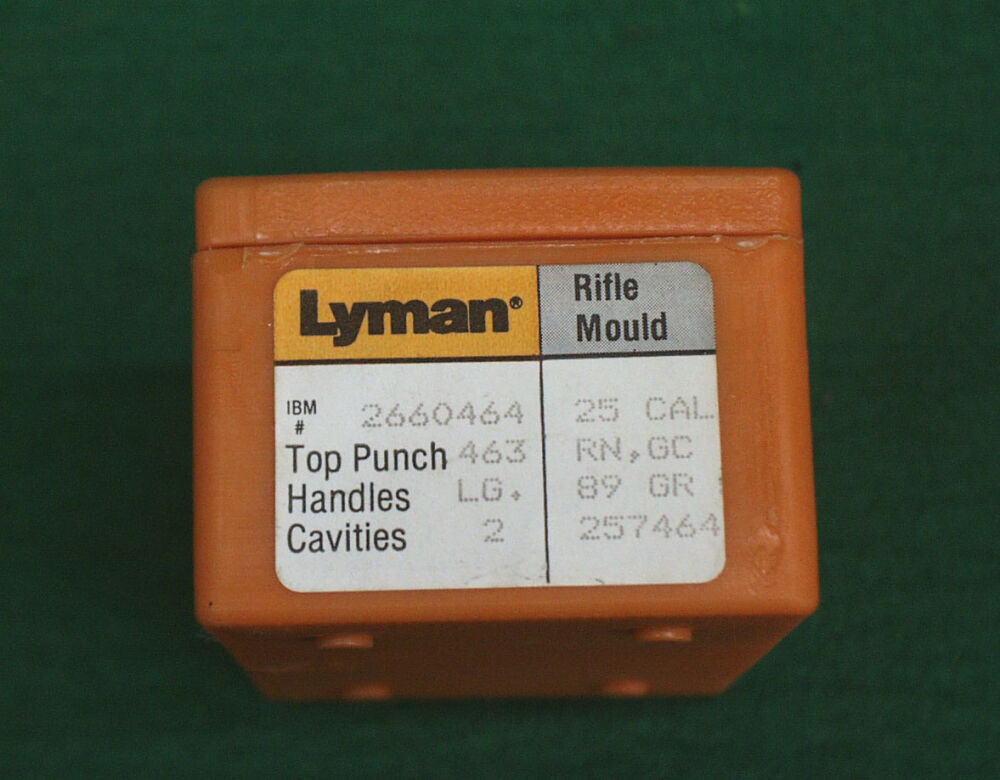 Lyman®
Rifle
Mould
IBM
# 2660464
Top Punch 463
Handles LG.
Cavities 2
25 CAL
RN,GC
89 GR
257464